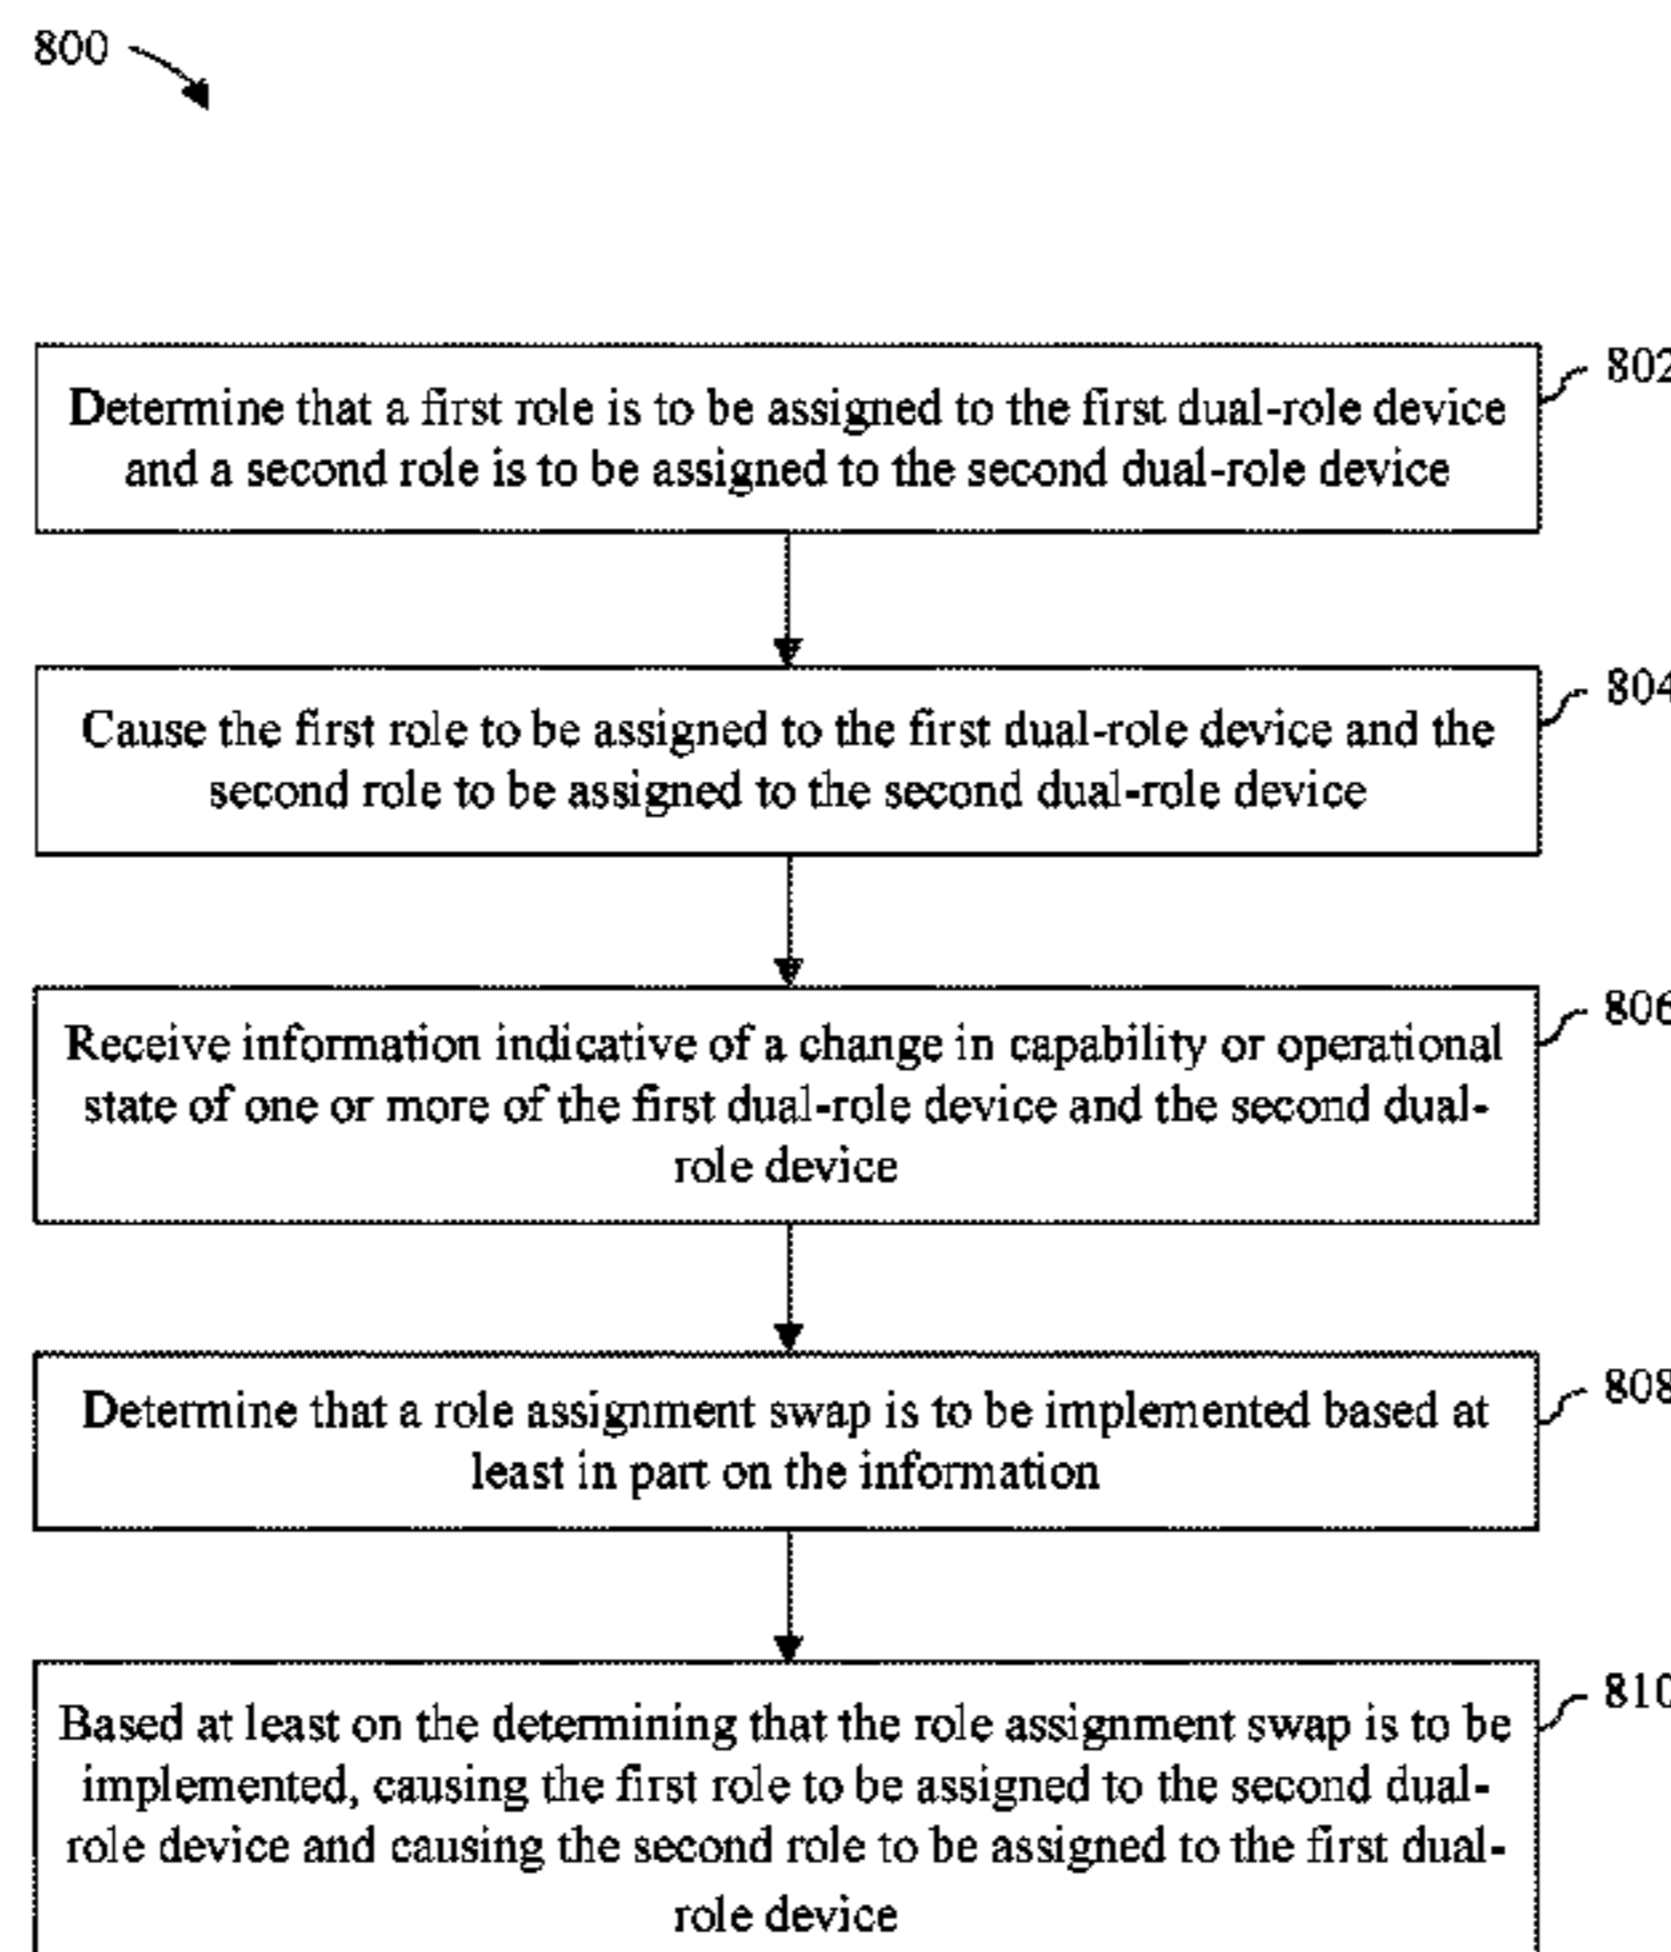 800
802
Determine that a first role is to be assigned to the first dual-role device
and a second role is to be assigned to the second dual-role device
804
Cause the first role to be assigned to the first dual-role device and the
second role to be assigned to the second dual-role device
806
Receive information indicative of a change in capability or operational
state of one or more of the first dual-role device and the second dual-
role device
808
Determine that a role assignment swap is to be implemented based at
least in part on the information
810
Based at least on the determining that the role assignment swap is to be
implemented, causing the first role to be assigned to the second dual-
role device and causing the second role to be assigned to the first dual-
role device